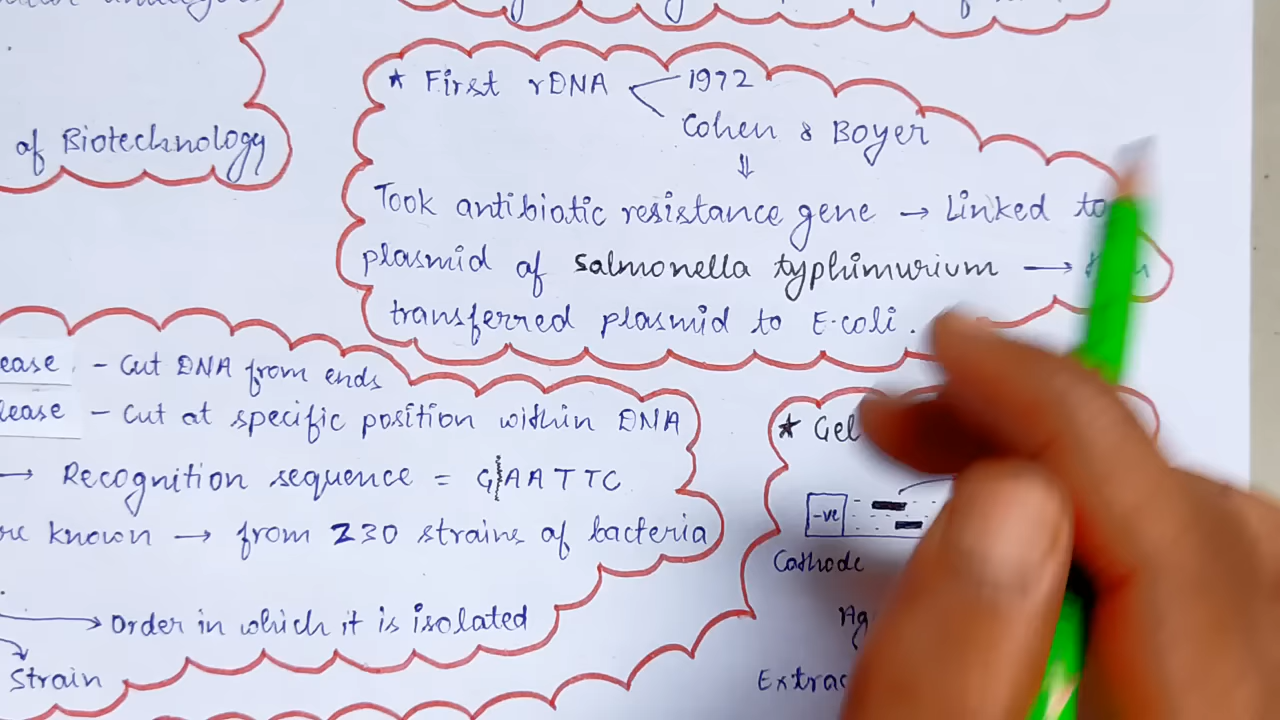 of Biotechnology
★ First rDNA
1972
Cohen & Boyer
⇓
Took antibiotic resistance gene → Linked to
plasmid of Salmonella typhimurium →
transferred plasmid to E.coli.
ease - Cut DNA from ends
lease - Cut at specific position within DNA
→ Recognition sequence = G AATTC
known → from 230 strains of bacteria
→ Order in which it is isolated
Strain
★ Gel
-ve
Cathode
Ag
Extrac